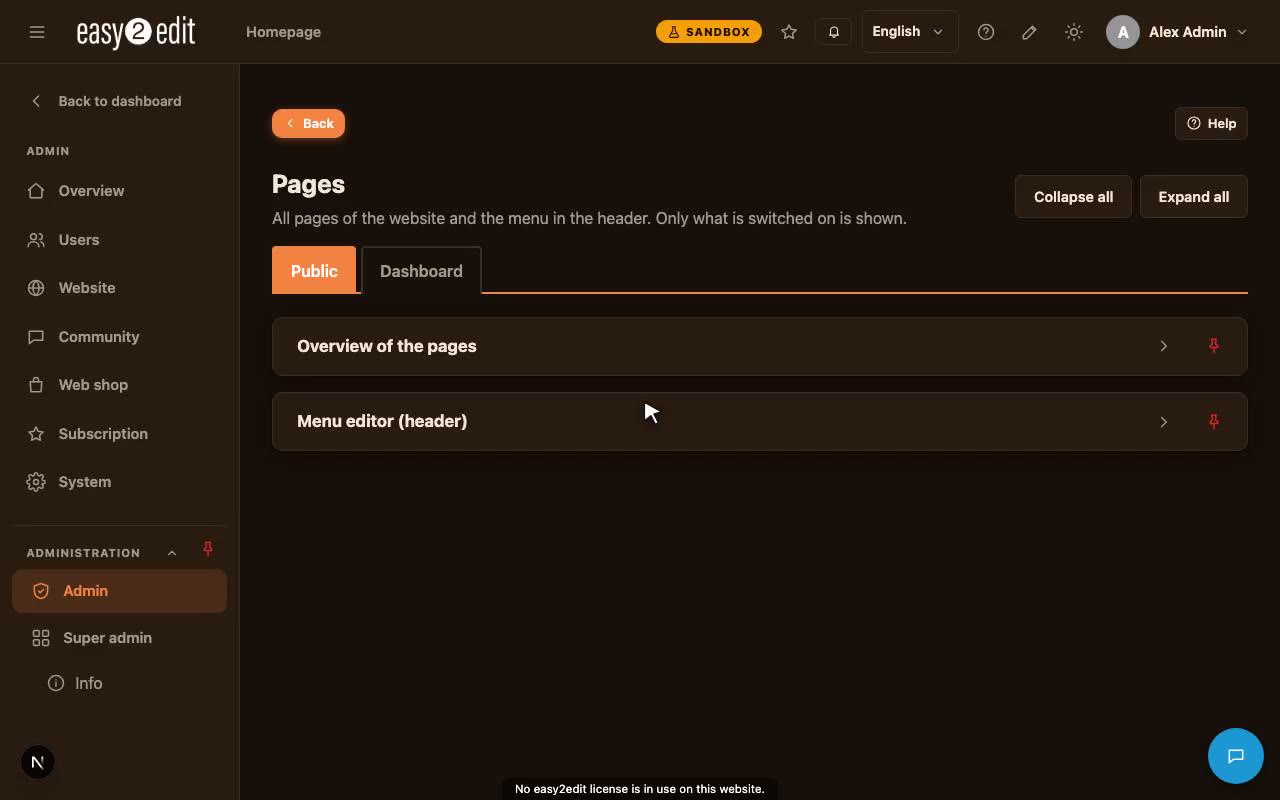 easy2edit
Homepage
SANDBOX
English
A
Alex Admin
Back to dashboard
ADMIN
Overview
Users
Website
Community
Web shop
Subscription
System
ADMINISTRATION
Admin
Super admin
Info
N
Back
Help
Pages
All pages of the website and the menu in the header. Only what is switched on is shown.
Collapse all
Expand all
Public
Dashboard
Overview of the pages
Menu editor (header)
No easy2edit license is in use on this website.